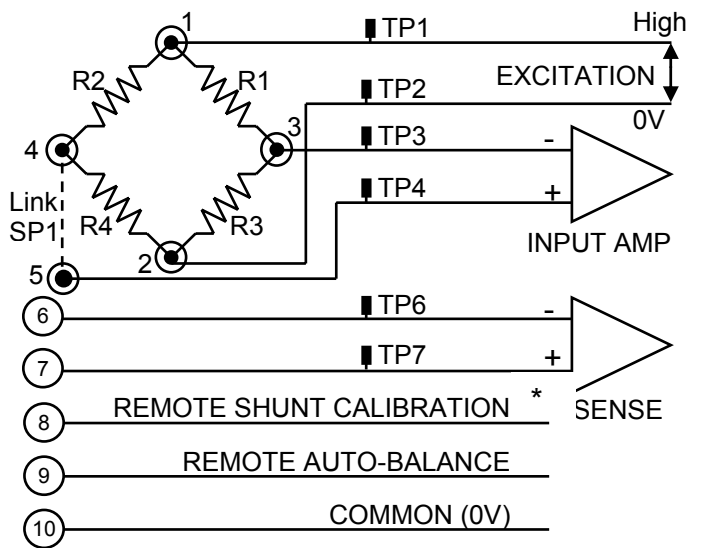 1
TP1
High
R2
R1
EXCITATION
TP2
0V
3
TP3
-
4
TP4
+
Link
SP1
R4
R3
INPUT AMP
2
5
6
TP6
-
7
TP7
+
8
REMOTE SHUNT CALIBRATION
*
SENSE
9
REMOTE AUTO-BALANCE
10
COMMON (0V)